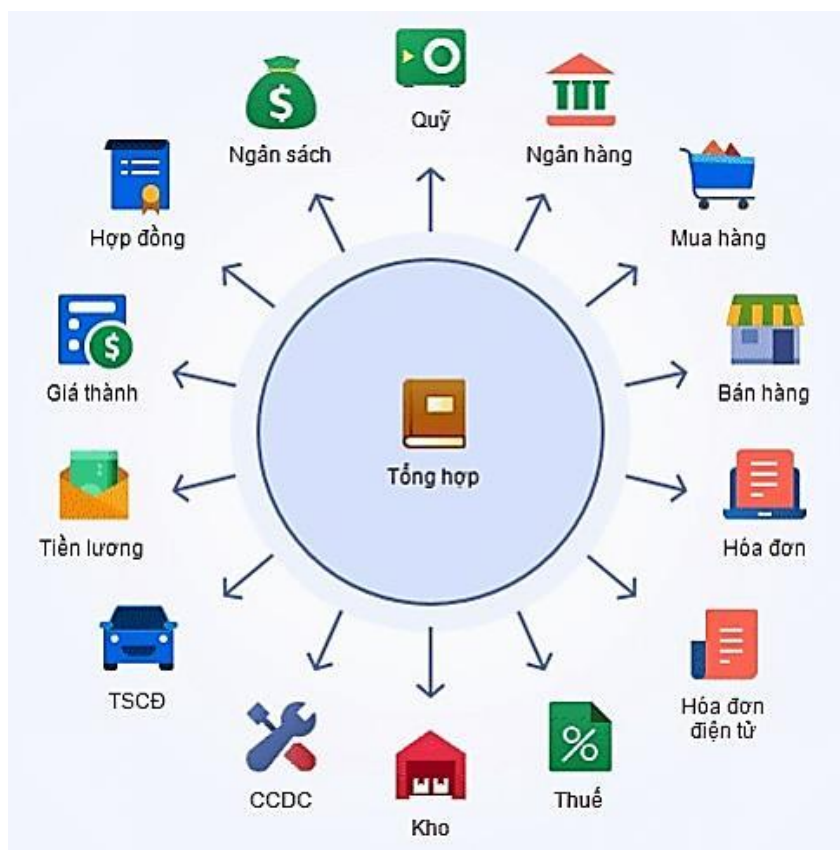 Quỹ
Ngân sách
Ngân hàng
Hợp đồng
Mua hàng
Giá thành
Bán hàng
Tổng hợp
Tiền lương
Hóa đơn
TSCĐ
Hóa đơn
điện tử
CCDC
Kho
Thuế